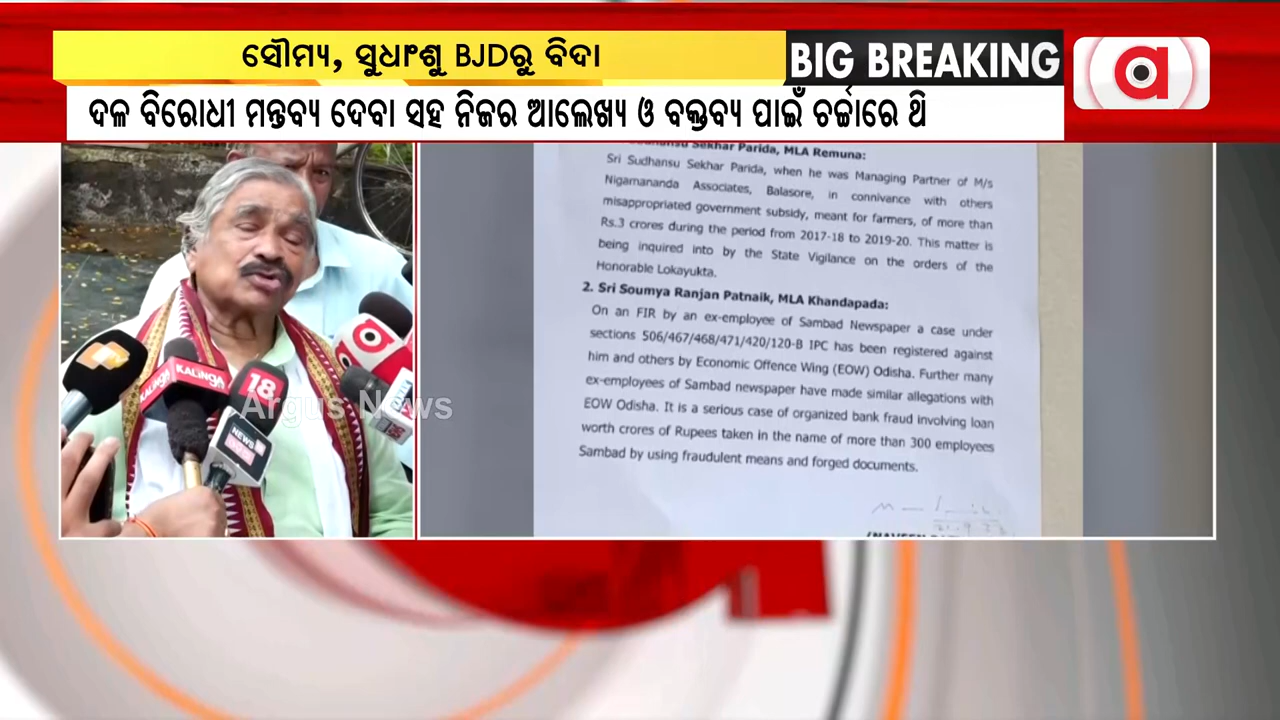 ସୌମ୍ୟ, ସୁଧାଂଶୁ BJDରୁ ବିଦା
BIG BREAKING
a
ଦଳ ବିରୋଧୀ ମନ୍ତବ୍ୟ ଦେବା ସହ ନିଜର ଆଲେଖ୍ୟ ଓ ବକ୍ତବ୍ୟ ପାଇଁ ଚର୍ଚ୍ଚାରେ ଥି
Sekhar Parida, MLA Remuna:
Sri Sudhansu Sekhar Parida, when he was Managing Partner of M/s
Nigamananda Associates, Balasore, in connivance with others
misappropriated government subsidy, meant for farmers, of more than
Rs.3 crores during the period from 2017-18 to 2019-20. This matter is
being inquired into by the State Vigilance on the orders of the
Honorable Lokayukta.
2. Sri Soumya Ranjan Patnaik, MLA Khandapada:
On an FIR by an ex-employee of Sambad Newspaper a case under
sections 506/467/468/471/420/120-B IPC has been registered against
him and others by Economic Offence Wing (EOW) Odisha. Further many
ex-employees of Sambad newspaper have made similar allegations with
EOW Odisha. It is a serious case of organized bank fraud involving loan
worth crores of Rupees taken in the name of more than 300 employees
Sambad by using fraudulent means and forged documents.
KALINGA
18
NEWS
Argus News